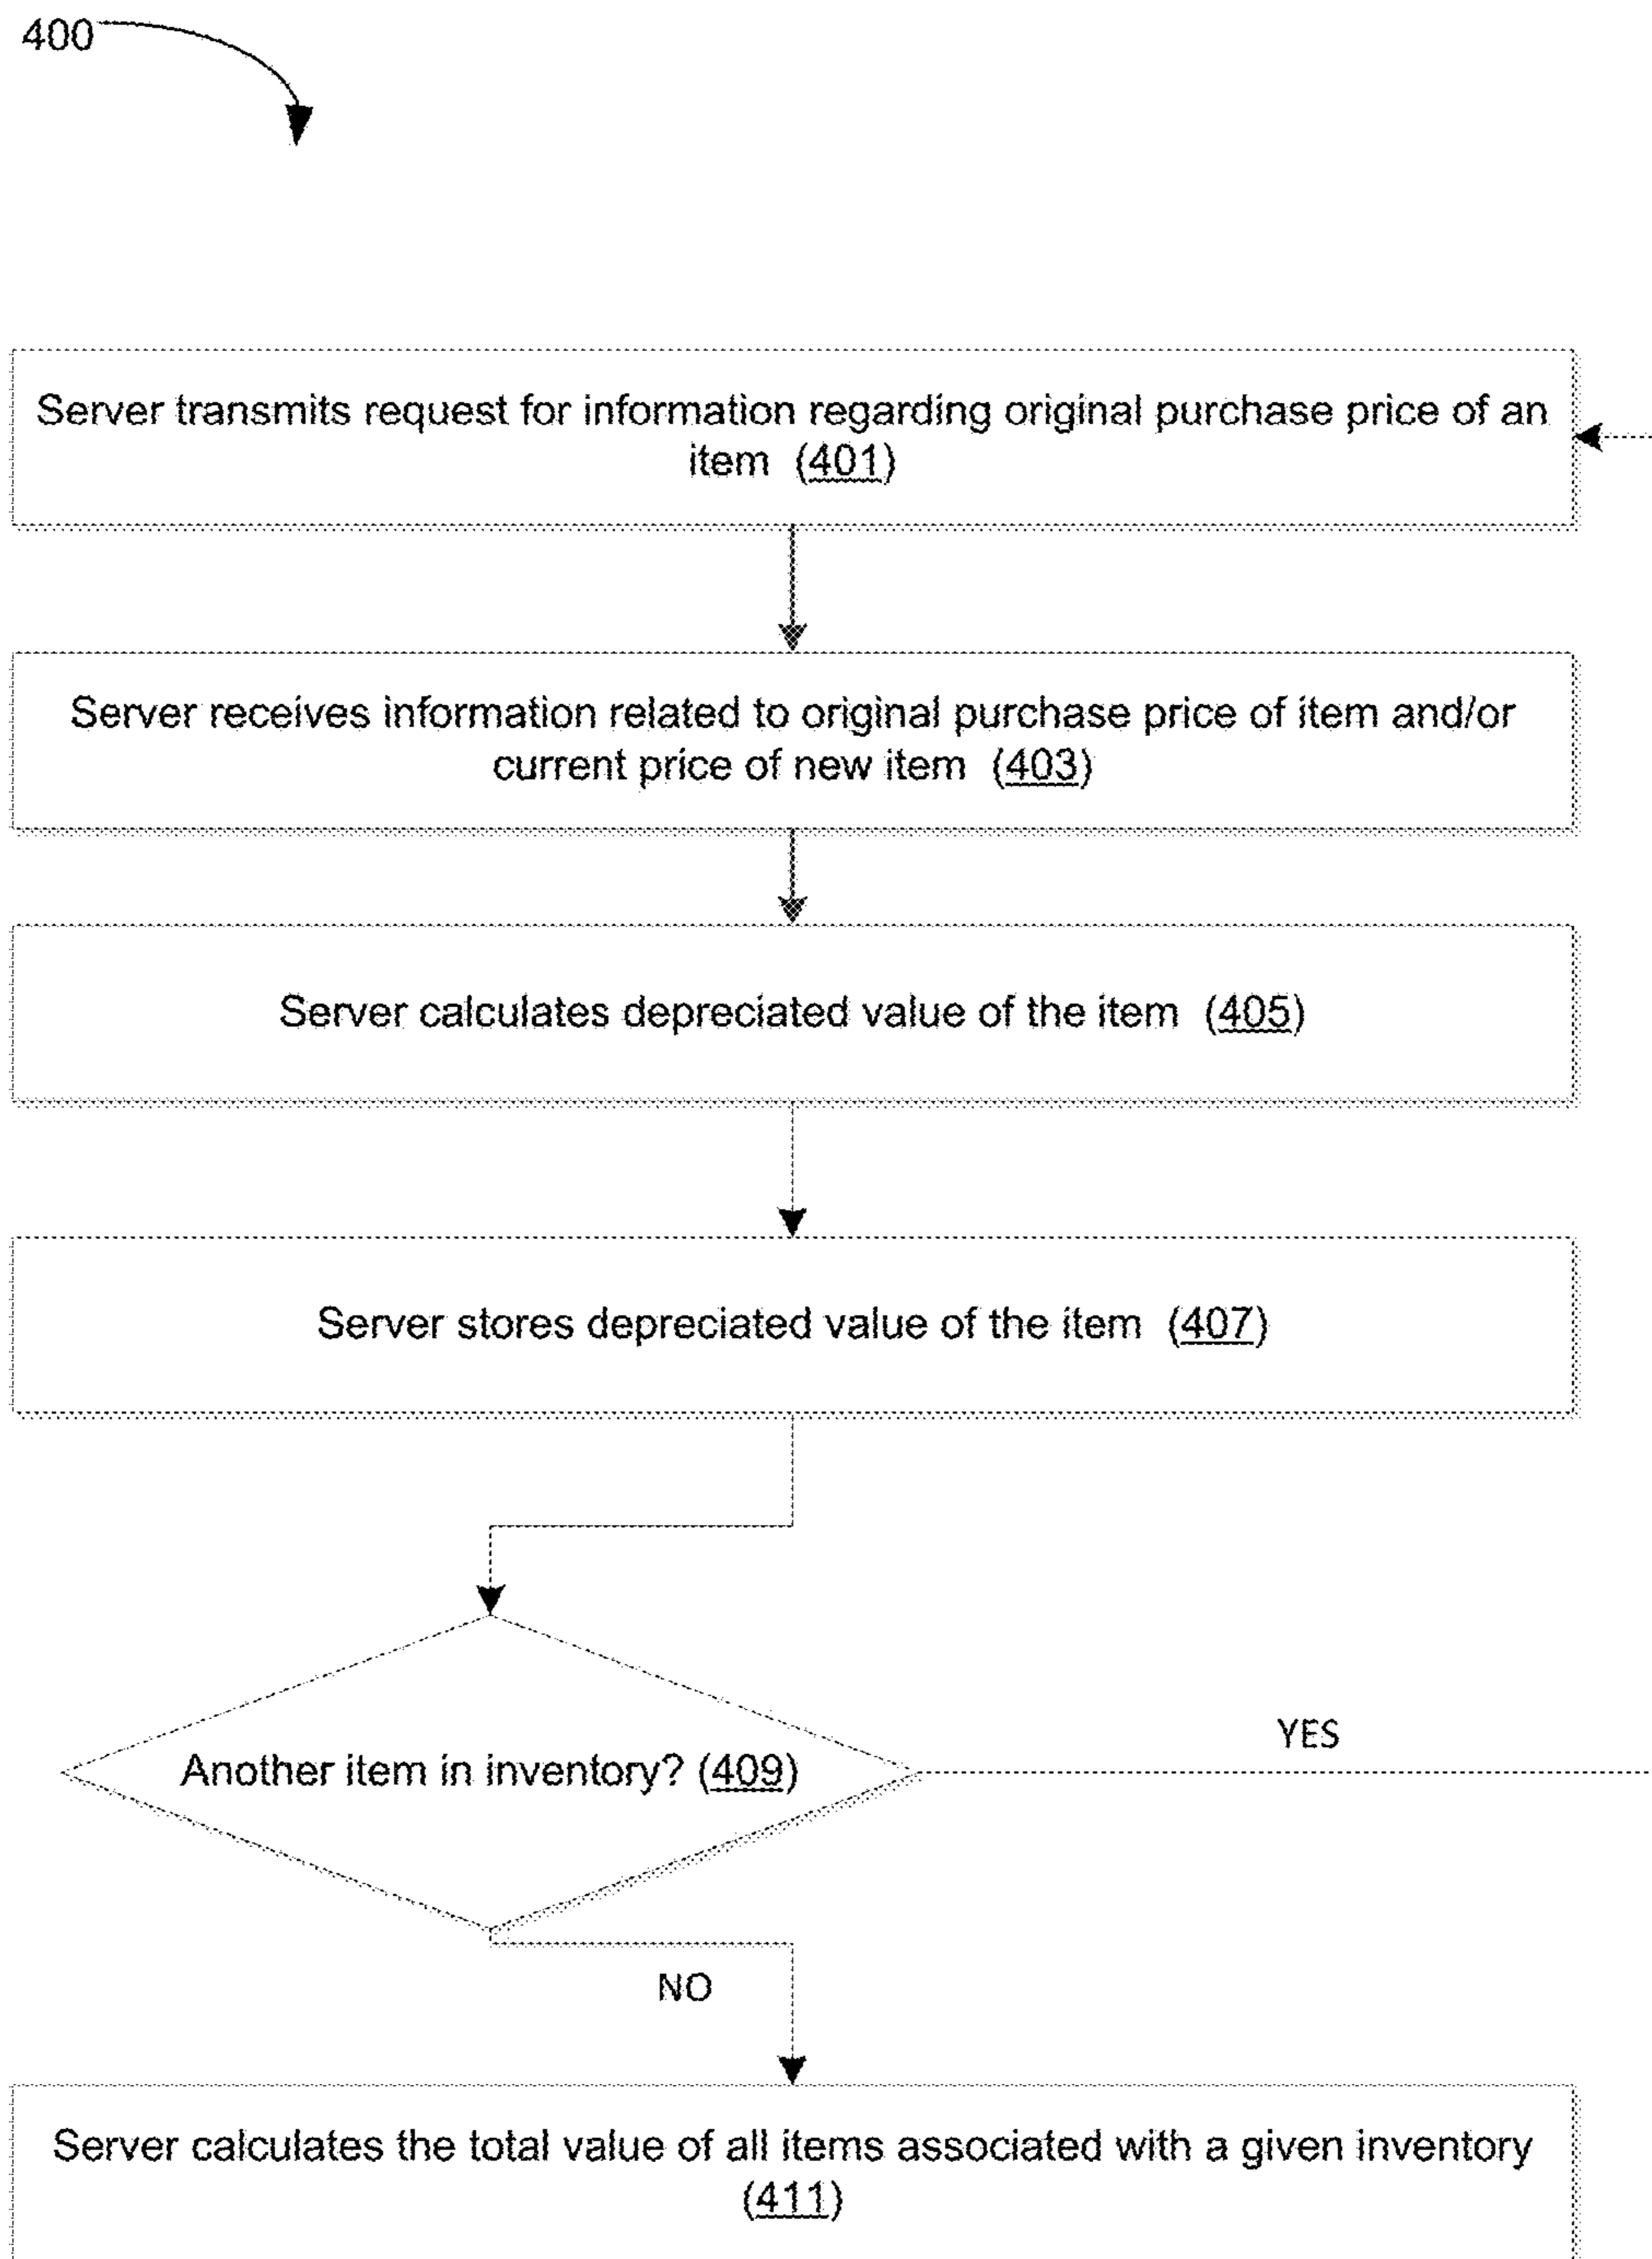 400
Server transmits request for information regarding original purchase price of an
item (401)
Server receives information related to original purchase price of item and/or
current price of new item (403)
Server calculates depreciated value of the item (405)
Server stores depreciated value of the item (407)
Another item in inventory? (409)
YES
NO
Server calculates the total value of all items associated with a given inventory
(411)